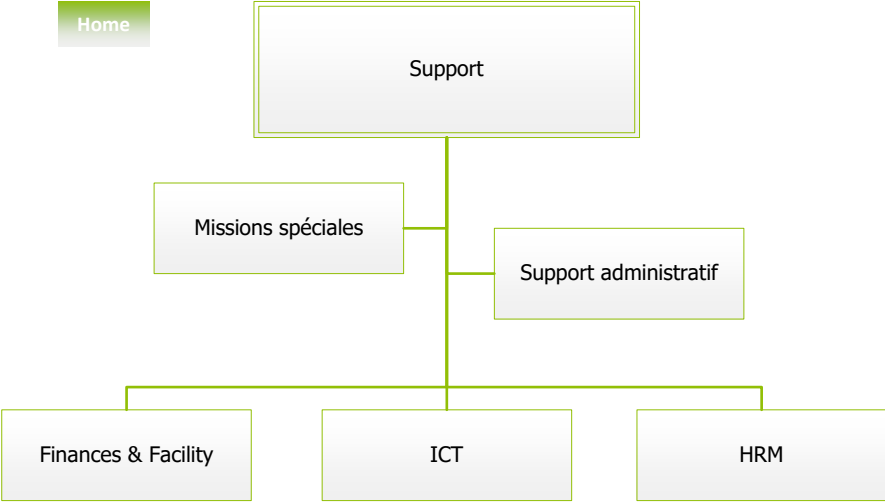 Home
Support
Missions spéciales
Support administratif
Finances & Facility
ICT
HRM